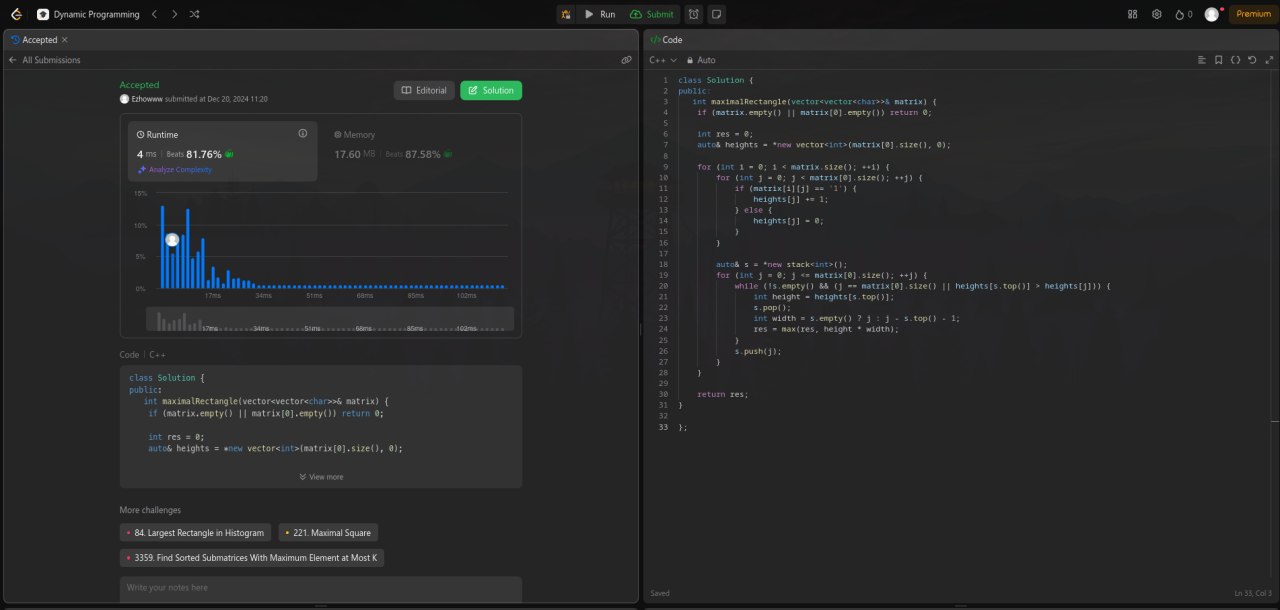 Dynamic Programming
Run
Submit
0
Premium
Accepted
All Submissions
Accepted
Ezhowww submitted at Dec 20, 2024 11:20
Editorial
Solution
Runtime
4 ms | Beats 81.76%
Analyze Complexity
Memory
17.60 MB | Beats 87.58%
15%
10%
5%
0%
17ms 34ms 51ms 68ms 85ms 102ms
17ms 34ms 51ms 68ms 85ms 102ms
Code | C++
class Solution {
public:
int maximalRectangle(vector<vector<char>>& matrix) {
if (matrix.empty() || matrix[0].empty()) return 0;
int res = 0;
auto& heights = *new vector<int>(matrix[0].size(), 0);
View more
More challenges
84. Largest Rectangle in Histogram
221. Maximal Square
3359. Find Sorted Submatrices With Maximum Element at Most K
Write your notes here
Code
C++
Auto
1 class Solution {
2 public:
3 int maximalRectangle(vector<vector<char>>& matrix) {
4 if (matrix.empty() || matrix[0].empty()) return 0;
5
6 int res = 0;
7 auto& heights = *new vector<int>(matrix[0].size(), 0);
8
9 for (int i = 0; i < matrix.size(); ++i) {
10 for (int j = 0; j < matrix[0].size(); ++j) {
11 if (matrix[i][j] == '1') {
12 heights[j] += 1;
13 } else {
14 heights[j] = 0;
15 }
16 }
17
18 auto& s = *new stack<int>();
19 for (int j = 0; j <= matrix[0].size(); ++j) {
20 while (!s.empty() && (j == matrix[0].size() || heights[s.top()] > heights[j])) {
21 int height = heights[s.top()];
22 s.pop();
23 int width = s.empty() ? j : j - s.top() - 1;
24 res = max(res, height * width);
25 }
26 s.push(j);
27 }
28 }
29
30 return res;
31 }
32
33 };
Saved
Ln 33, Col 3